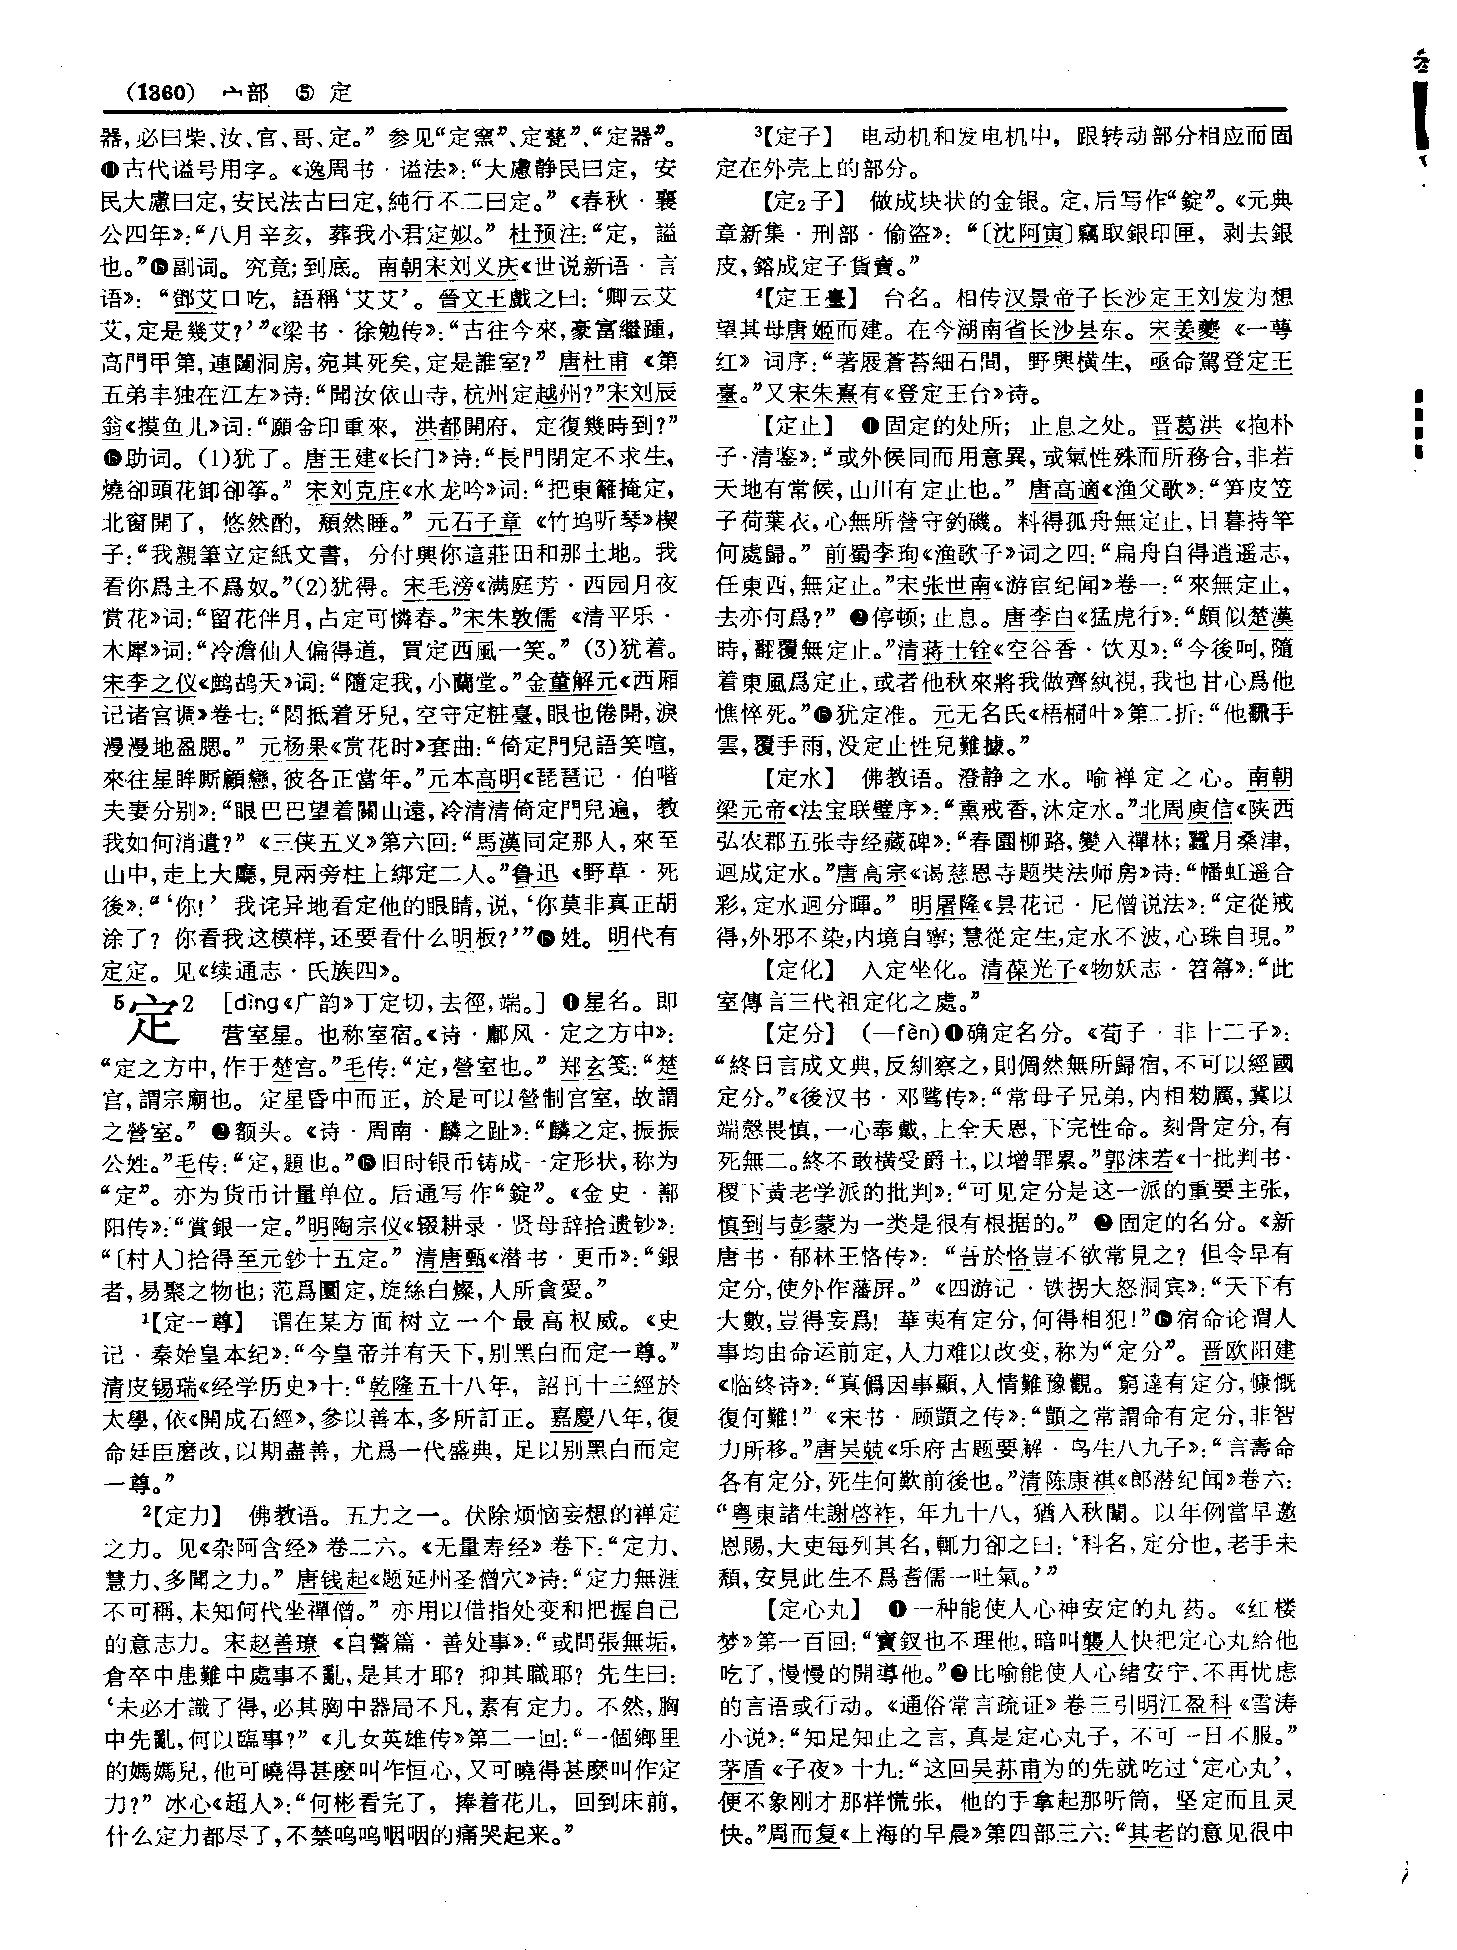 (1360) 宀部 ⑤ 定
器,必曰柴、汝、官、哥、定。”参见“定窯”、定甆”、“定器”。
⓮古代谥号用字。《逸周书·谥法》:“大慮静民曰定，安
民大慮曰定,安民法古曰定,純行不二曰定。”《春秋·襄
公四年》:“八月辛亥，葬我小君定姒。”杜预注:“定，謚
也。”⓯副词。究竟;到底。南朝宋刘义庆《世说新语·言
语》:“鄧艾口吃，語稱‘艾艾’。晉文王戲之曰:‘卿云艾
艾,定是幾艾?’”《梁书·徐勉传》:“古往今來,豪富繼踵,
高門甲第,連闥洞房,宛其死矣,定是誰室?”唐杜甫《第
五弟丰独在江左》诗:“聞汝依山寺,杭州定越州?”宋刘辰
翁《摸鱼儿》词:“願金印重來，洪都開府，定復幾時到?”
⓰助词。(1)犹了。唐王建《长门》诗:“長門閉定不求生,
燒卻頭花卸卻筝。”宋刘克庄《水龙吟》词:“把東籬掩定,
北窗開了，悠然酌，頹然睡。”元石子章《竹坞听琴》楔
子:“我親筆立定紙文書，分付與你這莊田和那土地。我
看你爲主不爲奴。”(2)犹得。宋毛滂《满庭芳·西园月夜
赏花》词:“留花伴月,占定可憐春。”宋朱敦儒《清平乐·
木犀》词:“冷澹仙人偏得道，買定西風一笑。”(3)犹着。
宋李之仪《鹧鸪天》词:“隨定我,小蘭堂。”金董解元《西厢
记诸宫调》卷七:“悶抵着牙兒,空守定粧臺,眼也倦開,淚
漫漫地盈腮。”元杨果《赏花时》套曲:“倚定門兒語笑喧,
來往星眸厮顧戀,彼各正當年。”元本高明《琵琶记·伯喈
夫妻分别》:“眼巴巴望着關山遠,冷清清倚定門兒遍，教
我如何消遣?”《三侠五义》第六回:“馬漢同定那人,來至
山中,走上大廳,見兩旁柱上綁定二人。”鲁迅《野草·死
後》:“‘你!’我诧异地看定他的眼睛,说,‘你莫非真正胡
涂了?你看我这模样,还要看什么明板?’”⓱姓。明代有
定定。见《续通志·氏族四》。
5定2 [dìng《广韵》丁定切,去徑,端。]❶星名。即
营室星。也称室宿。《诗·鄘风·定之方中》:
“定之方中,作于楚宫。”毛传:“定,營室也。”郑玄笺:“楚
宫,謂宗廟也。定星昏中而正，於是可以營制宫室，故謂
之營室。”❷额头。《诗·周南·麟之趾》:“麟之定,振振
公姓。”毛传:“定,題也。”❸旧时银币铸成一定形状,称为
“定”。亦为货币计量单位。后通写作“錠”。《金史·鄯
阳传》:“賞銀一定。”明陶宗仪《辍耕录·贤母辞拾遗钞》:
“〔村人〕拾得至元鈔十五定。”清唐甄《潜书·更币》:“銀
者,易聚之物也;范爲圜定,旋絲白燦,人所貪愛。”
1【定一尊】 谓在某方面树立一个最高权威。《史
记·秦始皇本纪》:“今皇帝并有天下,别黑白而定一尊。”
清皮锡瑞《经学历史》十:“乾隆五十八年，詔刊十三經於
太學,依《開成石經》,參以善本,多所訂正。嘉慶八年,復
命廷臣磨改,以期盡善，尤爲一代盛典，足以别黑白而定
一尊。”
2【定力】 佛教语。五力之一。伏除烦恼妄想的禅定
之力。见《杂阿含经》卷二六。《无量寿经》卷下:“定力、
慧力、多聞之力。”唐钱起《题延州圣僧穴》诗:“定力無涯
不可稱,未知何代坐禪僧。”亦用以借指处变和把握自己
的意志力。宋赵善璙《自警篇·善处事》:“或問張無垢,
倉卒中患難中處事不亂,是其才耶?抑其識耶?先生曰:
‘未必才識了得,必其胸中器局不凡,素有定力。不然,胸
中先亂,何以臨事?”《儿女英雄传》第二一回:“一個鄉里
的媽媽兒,他可曉得甚麽叫作恒心,又可曉得甚麽叫作定
力?”冰心《超人》:“何彬看完了，捧着花儿，回到床前,
什么定力都尽了,不禁呜呜咽咽的痛哭起来。”
3【定子】 电动机和发电机中，跟转动部分相应而固
定在外壳上的部分。
【定2子】 做成块状的金银。定,后写作“錠”。《元典
章新集·刑部·偷盗》:“〔沈阿寅〕竊取銀印匣，剥去銀
皮,鎔成定子貨賣。”
4【定王臺】 台名。相传汉景帝子长沙定王刘发为想
望其母唐姬而建。在今湖南省长沙县东。宋姜夔《一萼
红》词序:“著屐蒼苔細石間，野興横生，亟命駕登定王
臺。”又宋朱熹有《登定王台》诗。
【定止】 ❶固定的处所;止息之处。晋葛洪《抱朴
子·清鉴》:“或外候同而用意異,或氣性殊而所務合,非若
天地有常候,山川有定止也。”唐高適《渔父歌》:“笋皮笠
子荷葉衣,心無所營守釣磯。料得孤舟無定止,日暮持竿
何處歸。”前蜀李珣《渔歌子》词之四:“扁舟自得逍遥志,
任東西,無定止。”宋张世南《游宦纪闻》卷一:“來無定止,
去亦何爲?”❷停顿;止息。唐李白《猛虎行》:“頗似楚漢
時,翻覆無定止。”清蒋士铨《空谷香·饮刃》:“今後呵,隨
着東風爲定止,或者他秋來將我做齊紈視,我也甘心爲他
憔悴死。”❸犹定准。元无名氏《梧桐叶》第二折:“他飜手
雲,覆手雨,没定止性兒難據。”
【定水】 佛教语。澄静之水。喻禅定之心。南朝
梁元帝《法宝联璧序》:“熏戒香,沐定水。”北周庾信《陕西
弘农郡五张寺经藏碑》:“春園柳路,變入禪林;蠶月桑津,
迴成定水。”唐高宗《谒慈恩寺题奘法师房》诗:“幡虹遥合
彩,定水迥分暉。”明屠隆《昙花记·尼僧说法》:“定從戒
得,外邪不染,内境自寧;慧從定生,定水不波,心珠自現。”
【定化】 入定坐化。清葆光子《物妖志·笤箒》:“此
室傳言三代祖定化之處。”
【定分】 (—fèn)❶确定名分。《荀子·非十二子》:
“終日言成文典,反紃察之,則倜然無所歸宿,不可以經國
定分。”《後汉书·邓骘传》:“常母子兄弟,内相勑厲,冀以
端慤畏慎,一心奉戴,上全天恩,下完性命。刻骨定分,有
死無二。終不敢横受爵土,以增罪累。”郭沫若《十批判书·
稷下黄老学派的批判》:“可见定分是这一派的重要主张,
慎到与彭蒙为一类是很有根据的。”❷固定的名分。《新
唐书·郁林王恪传》:“吾於恪豈不欲常見之?但令早有
定分,使外作藩屏。”《四游记·铁拐大怒洞宾》:“天下有
大數,豈得妄爲!華夷有定分,何得相犯!”❸宿命论谓人
事均由命运前定,人力难以改变,称为“定分”。晋欧阳建
《临终诗》:“真僞因事顯,人情難豫觀。窮達有定分,慷慨
復何難!”《宋书·顾顗之传》:“顗之常謂命有定分,非智
力所移。”唐吴兢《乐府古题要解·鸟生八九子》:“言壽命
各有定分,死生何歎前後也。”清陈康祺《郎潜纪闻》卷六:
“粤東諸生謝啓祚，年九十八，猶入秋闈。以年例當早邀
恩賜,大吏每列其名,輒力卻之曰:‘科名,定分也,老手未
頹,安見此生不爲耆儒一吐氣。’”
【定心丸】 ❶一种能使人心神安定的丸药。《红楼
梦》第一百回:“寶釵也不理他,暗叫襲人快把定心丸給他
吃了,慢慢的開導他。”❷比喻能使人心绪安宁、不再忧虑
的言语或行动。《通俗常言疏证》卷三引明江盈科《雪涛
小说》:“知足知止之言,真是定心丸子，不可一日不服。”
茅盾《子夜》十九:“这回吴荪甫为的先就吃过‘定心丸’,
便不象刚才那样慌张，他的手拿起那听筒，坚定而且灵
快。”周而复《上海的早晨》第四部三六:“其老的意见很中